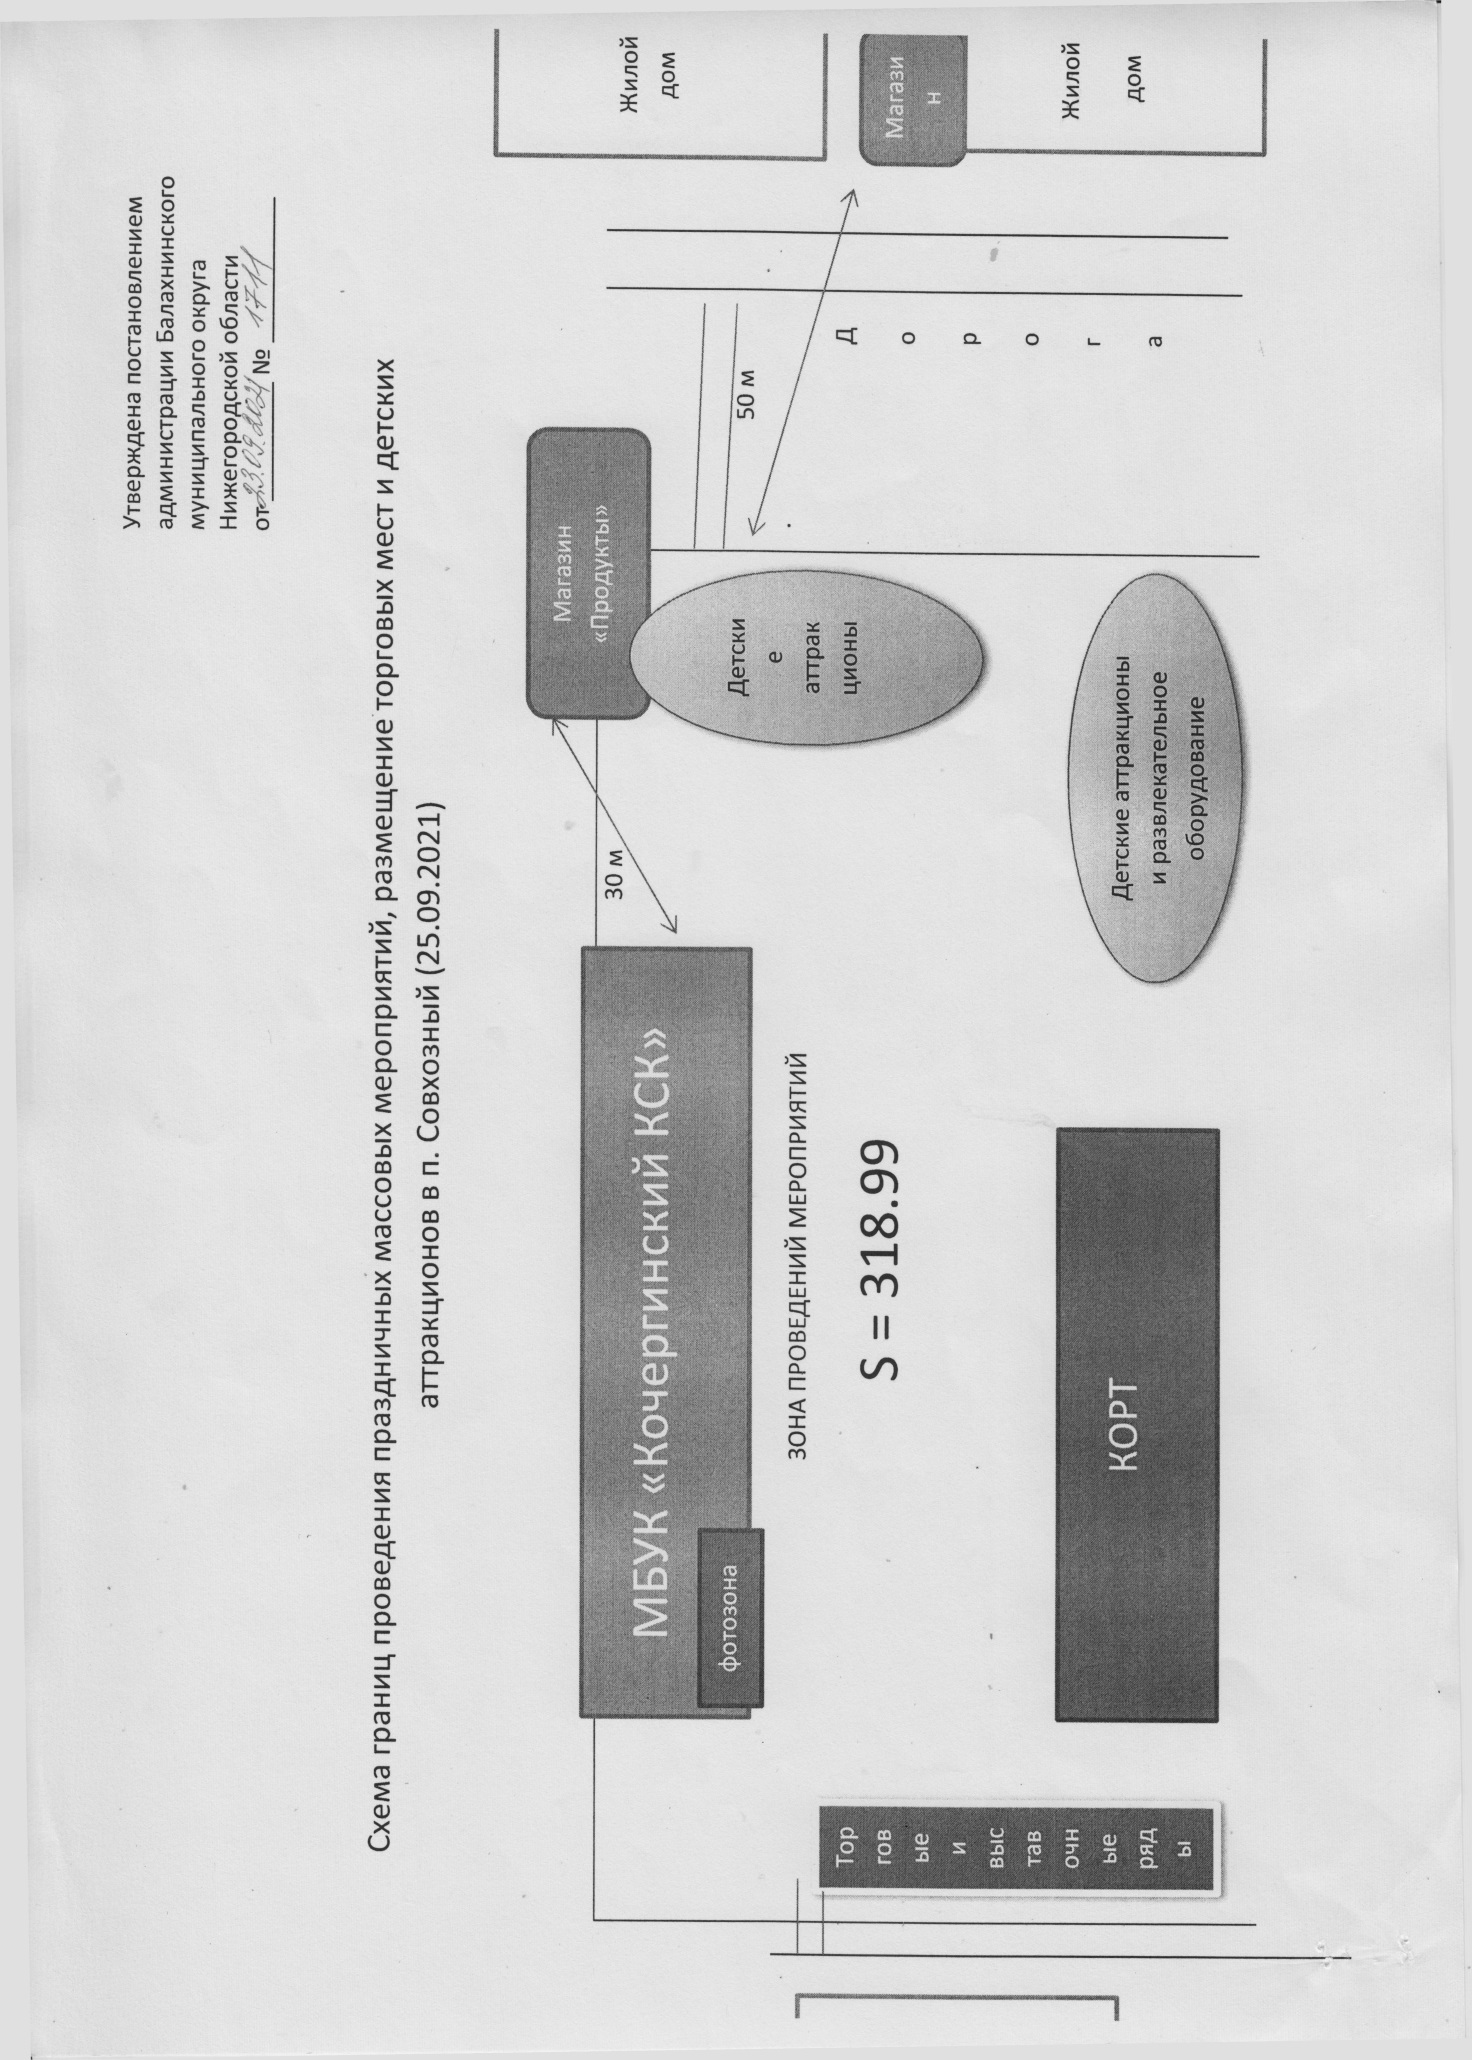 Утверждена постановлением
администрации Балахнинского
муниципального округа
Нижегородской области
от 23.09.2021 № 1711
Схема границ проведения праздничных массовых мероприятий, размещение торговых мест и детских
аттракционов в п. Совхозный (25.09.2021)
МБУК «Кочергинский КСК»
фотозона
30 м
Магазин
«Продукты»
50 м
Жилой
дом
Магази
н
Жилой
дом
Д
о
р
о
г
а
Детски
е
аттрак
ционы
Детские аттракционы
и развлекательное
оборудование
ЗОНА ПРОВЕДЕНИЙ МЕРОПРИЯТИЙ
S = 318.99
КОРТ
Тор
гов
ые
и
выс
тав
очн
ые
ряд
ы